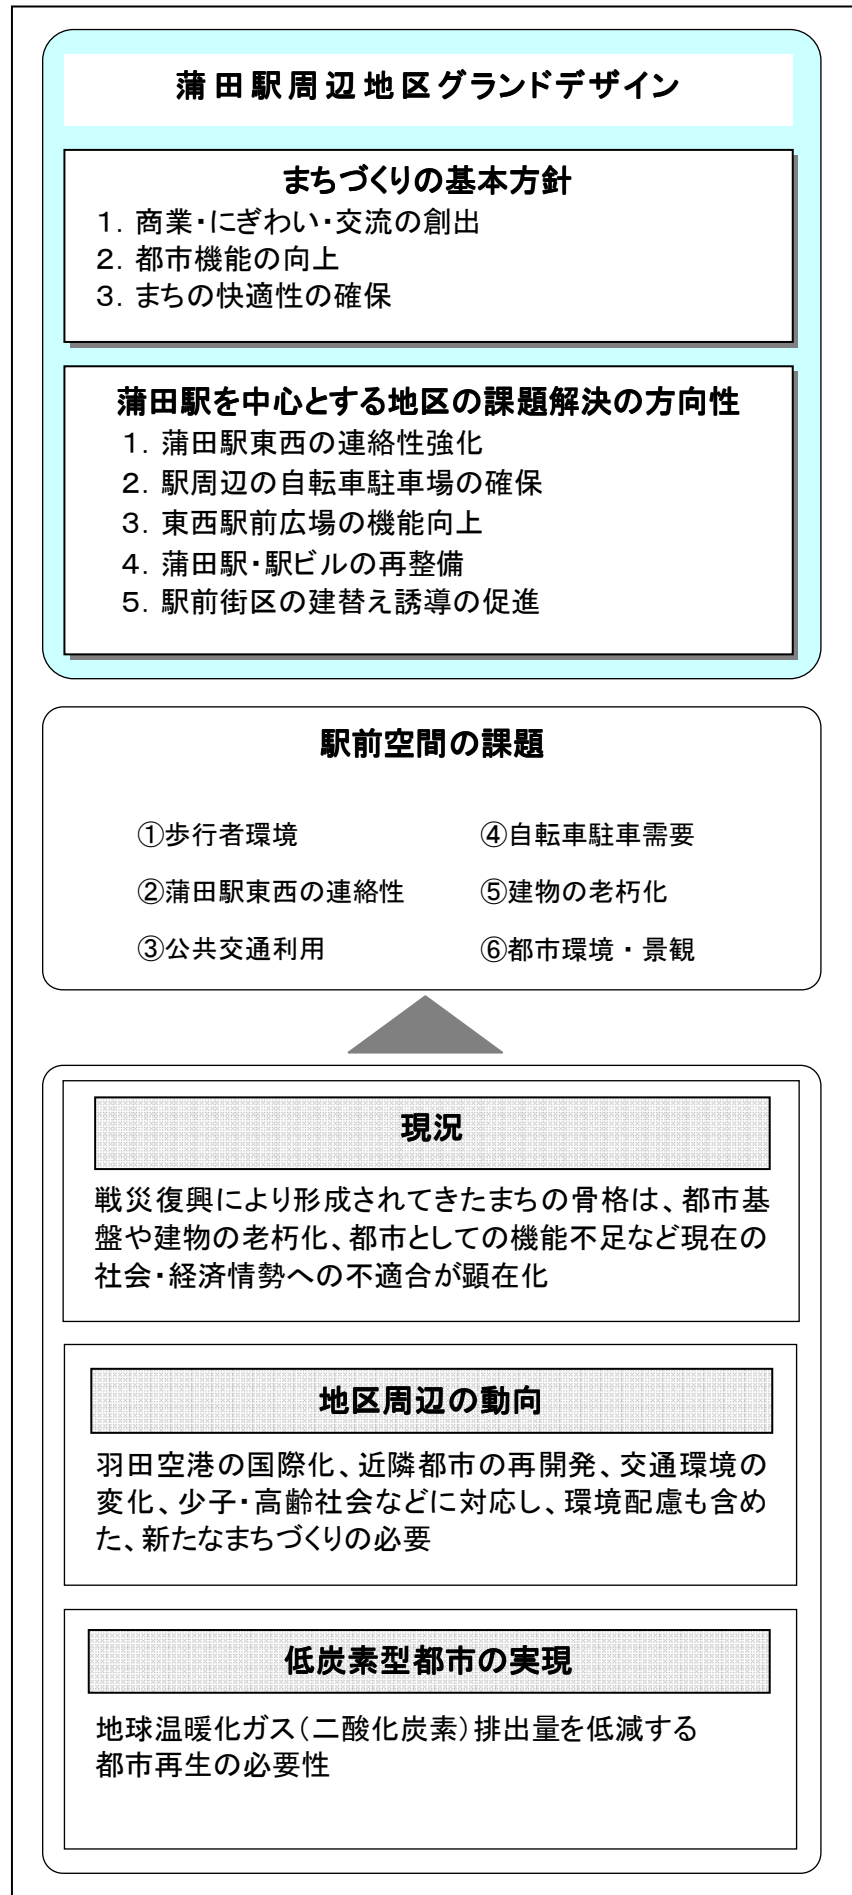 蒲田駅周辺地区グランドデザイン
まちづくりの基本方針
１．商業・にぎわい・交流の創出
２．都市機能の向上
３．まちの快適性の確保
蒲田駅を中心とする地区の課題解決の方向性
１．蒲田駅東西の連絡性強化
２．駅周辺の自転車駐車場の確保
３．東西駅前広場の機能向上
４．蒲田駅・駅ビルの再整備
５．駅前街区の建替え誘導の促進
駅前空間の課題
①歩行者環境
②蒲田駅東西の連絡性
③公共交通利用
④自転車駐車需要
⑤建物の老朽化
⑥都市環境・景観
現況
戦災復興により形成されてきたまちの骨格は、都市基
盤や建物の老朽化、都市としての機能不足など現在の
社会・経済情勢への不適合が顕在化
地区周辺の動向
羽田空港の国際化、近隣都市の再開発、交通環境の
変化、少子・高齢社会などに対応し、環境配慮も含め
た、新たなまちづくりの必要
低炭素型都市の実現
地球温暖化ガス（二酸化炭素）排出量を低減する
都市再生の必要性